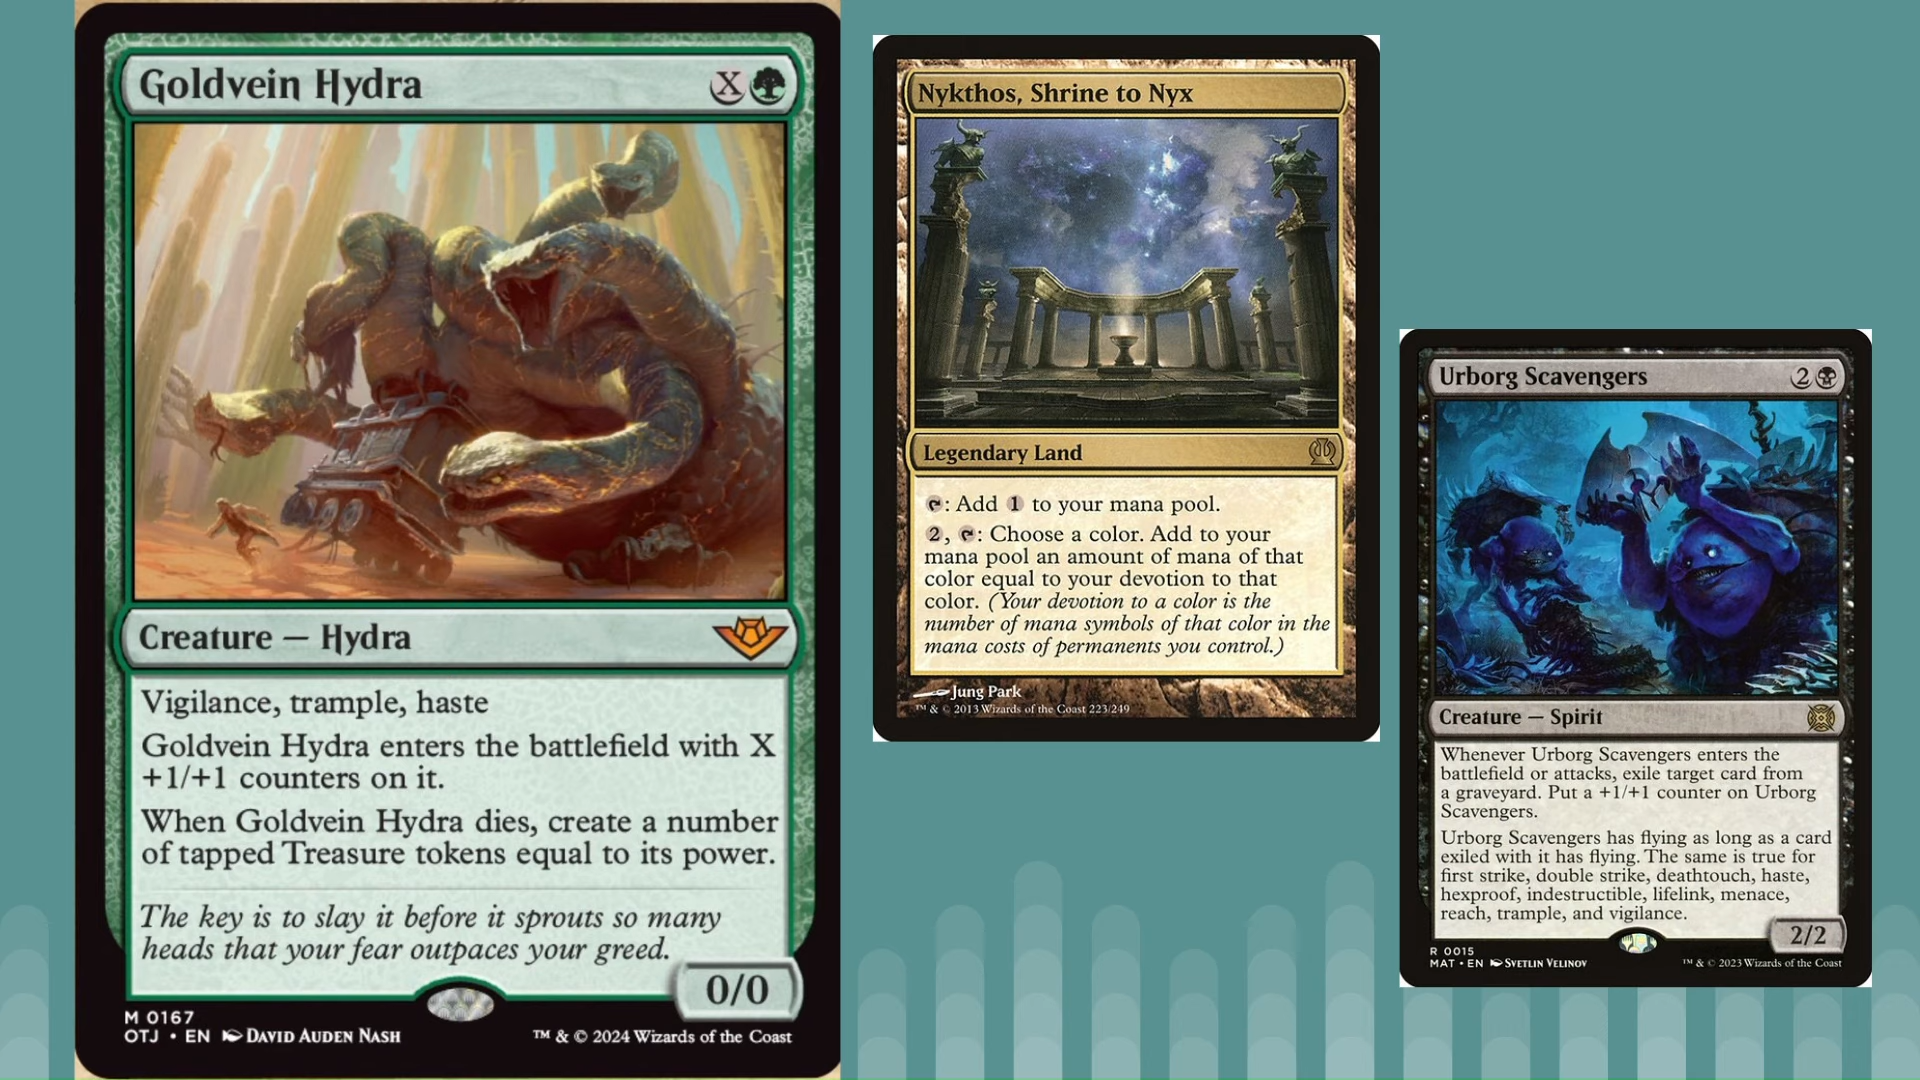 Goldvein Hydra
X
Creature — Hydra
Vigilance, trample, haste
Goldvein Hydra enters the battlefield with X
+1/+1 counters on it.
When Goldvein Hydra dies, create a number
of tapped Treasure tokens equal to its power.
The key is to slay it before it sprouts so many
heads that your fear outpaces your greed.
0/0
M 0167
OTJ • EN DAVID AUDEN NASH
™ & © 2024 Wizards of the Coast
Nykthos, Shrine to Nyx
Legendary Land
: Add 1 to your mana pool.
2, : Choose a color. Add to your
mana pool an amount of mana of that
color equal to your devotion to that
color. (Your devotion to a color is the
number of mana symbols of that color in the
mana costs of permanents you control.)
Jung Park
™ & © 2013 Wizards of the Coast 223/249
Urborg Scavengers
2
Creature — Spirit
Whenever Urborg Scavengers enters the
battlefield or attacks, exile target card from
a graveyard. Put a +1/+1 counter on Urborg
Scavengers.
Urborg Scavengers has flying as long as a card
exiled with it has flying. The same is true for
first strike, double strike, deathtouch, haste,
hexproof, indestructible, lifelink, menace,
reach, trample, and vigilance.
2/2
R 0015
MAT • EN SVETLIN VELINOV
™ & © 2023 Wizards of the Coast